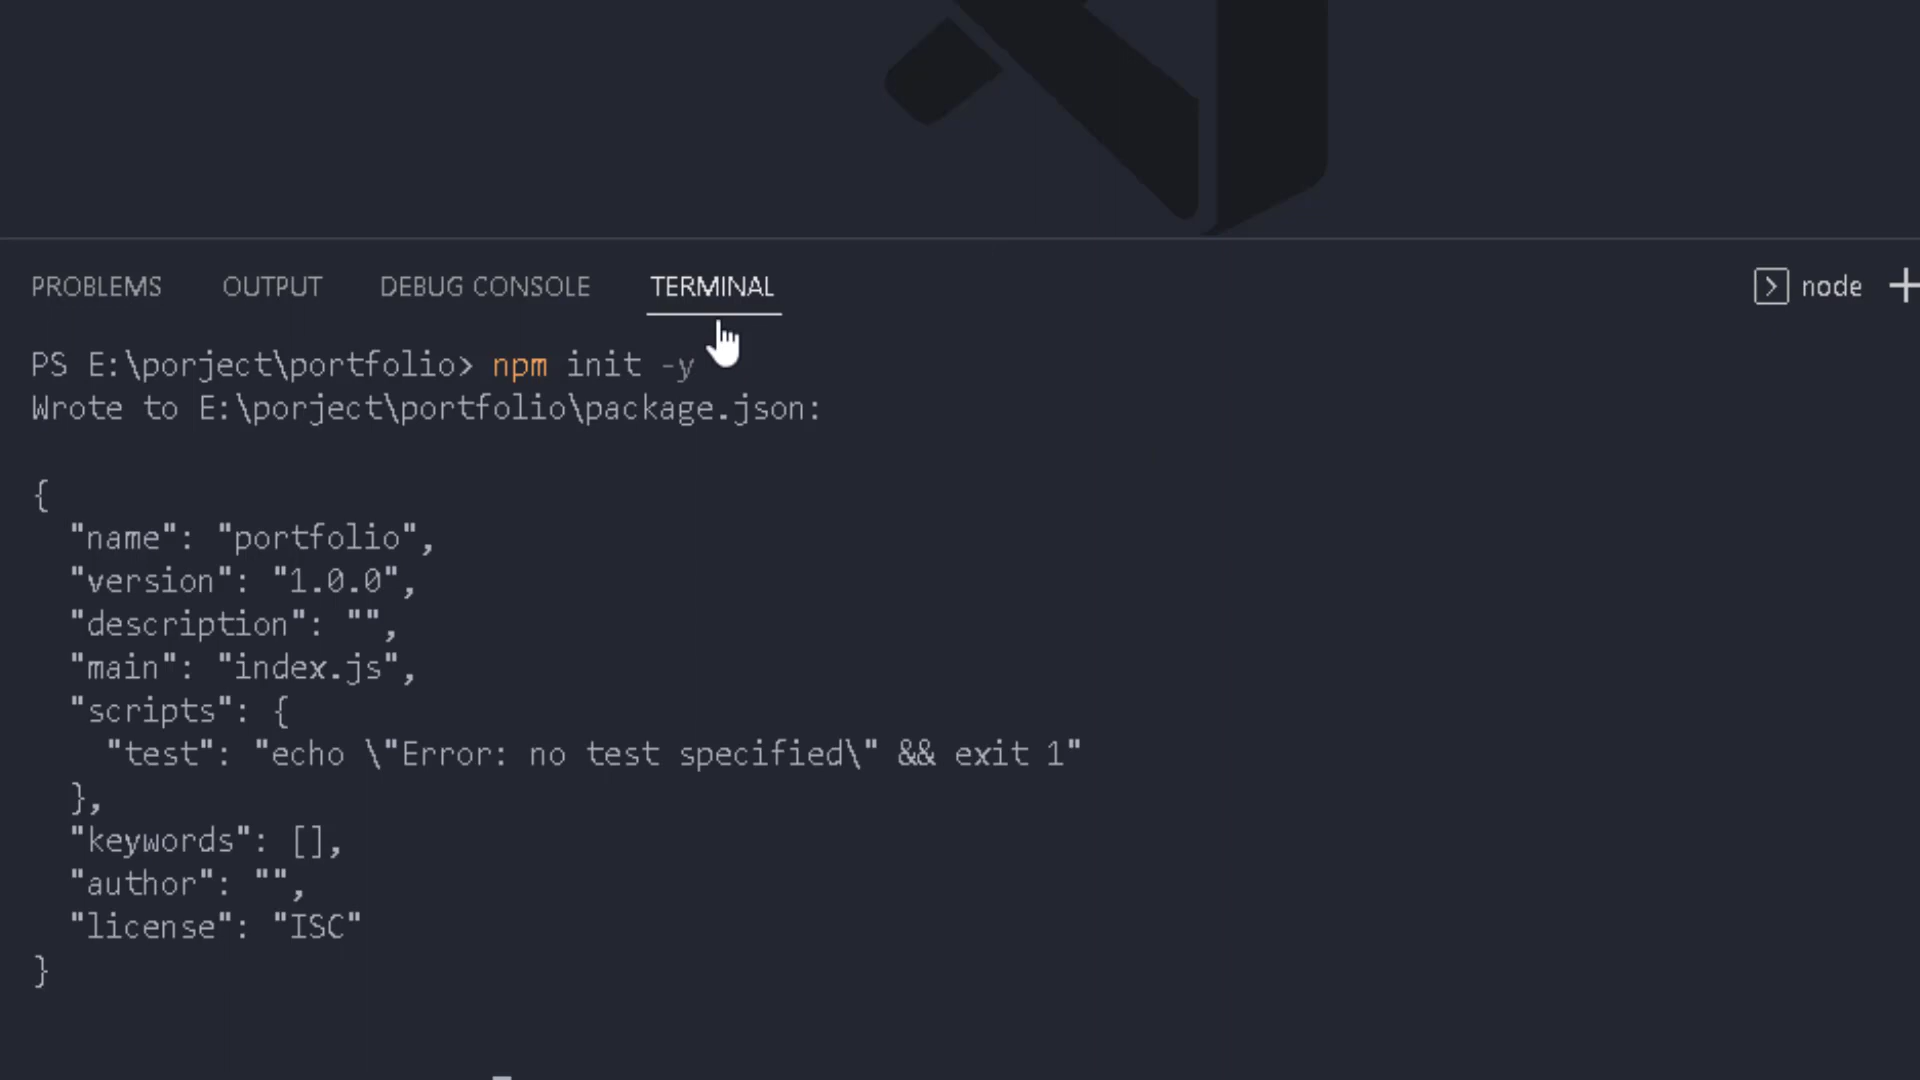 PROBLEMS OUTPUT DEBUG CONSOLE TERMINAL node
PS E:\porject\portfolio> npm init -y
Wrote to E:\porject\portfolio\package.json:
{
  "name": "portfolio",
  "version": "1.0.0",
  "description": "",
  "main": "index.js",
  "scripts": {
    "test": "echo \"Error: no test specified\" && exit 1"
  },
  "keywords": [],
  "author": "",
  "license": "ISC"
}